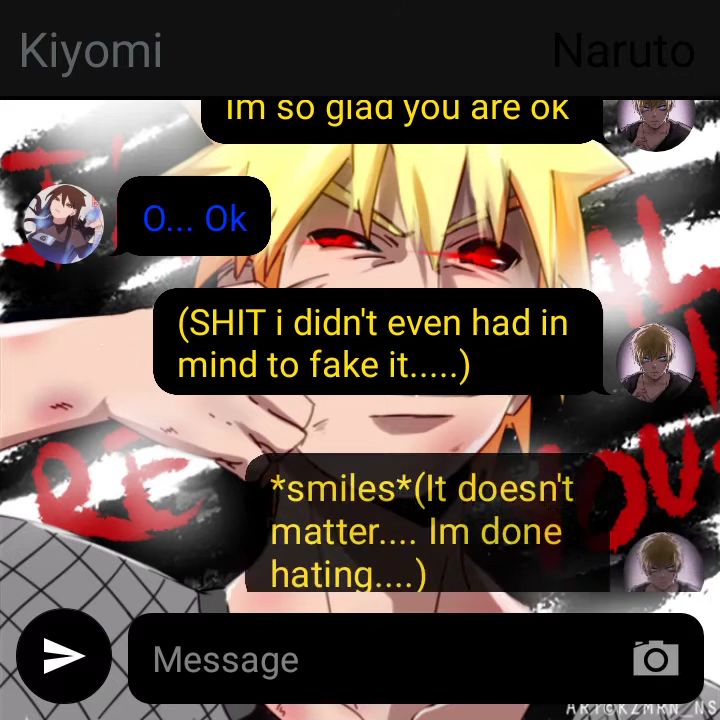 Kiyomi
Naruto
Im so glad you are ok
O... Ok
(SHIT i didn't even had in
mind to fake it.....)
*smiles*(It doesn't
matter.... Im done
hating....)
Message